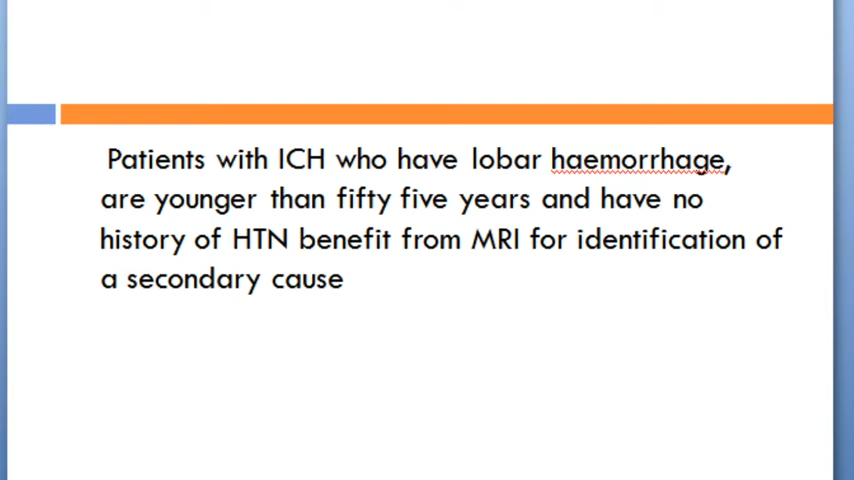 Patients with ICH who have lobar haemorrhage,
are younger than fifty five years and have no
history of HTN benefit from MRI for identification of
a secondary cause